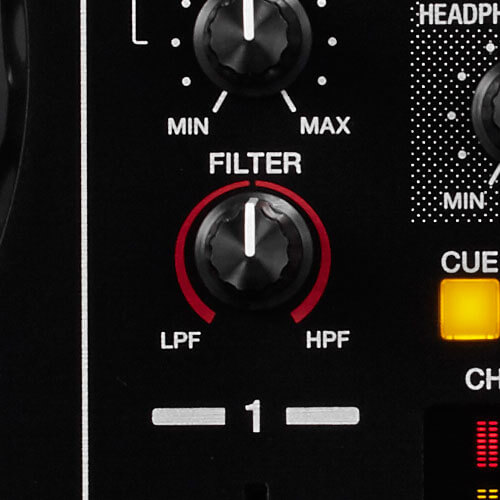 HEADPH
MIN MAX
MIN
FILTER
CUE
LPF HPF
CH
1